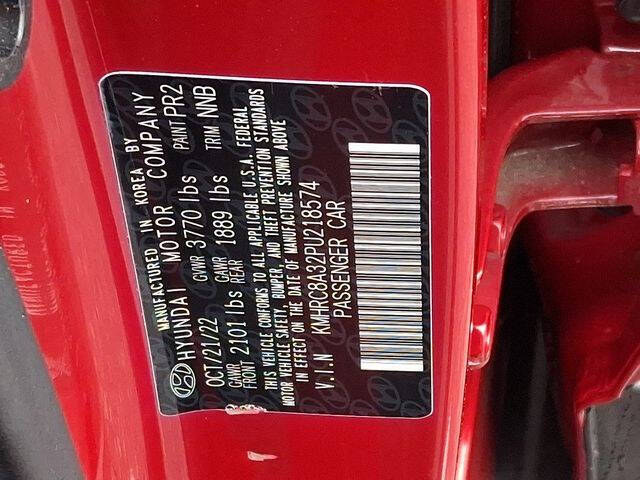 MANUFACTURED IN KOREA BY
HYUNDAI MOTOR COMPANY
OCT/21/22 GVWR 3770 lbs PAINT PR2
GAWR FRONT 2101 lbs GAWR REAR 1889 lbs TRIM NNB
THIS VEHICLE CONFORMS TO ALL APPLICABLE U.S.A. FEDERAL
MOTOR VEHICLE SAFETY, BUMPER, AND THEFT PREVENTION STANDARDS
IN EFFECT ON THE DATE OF MANUFACTURE SHOWN ABOVE
V.I.N KMHRC8A32PU218574
PASSENGER CAR